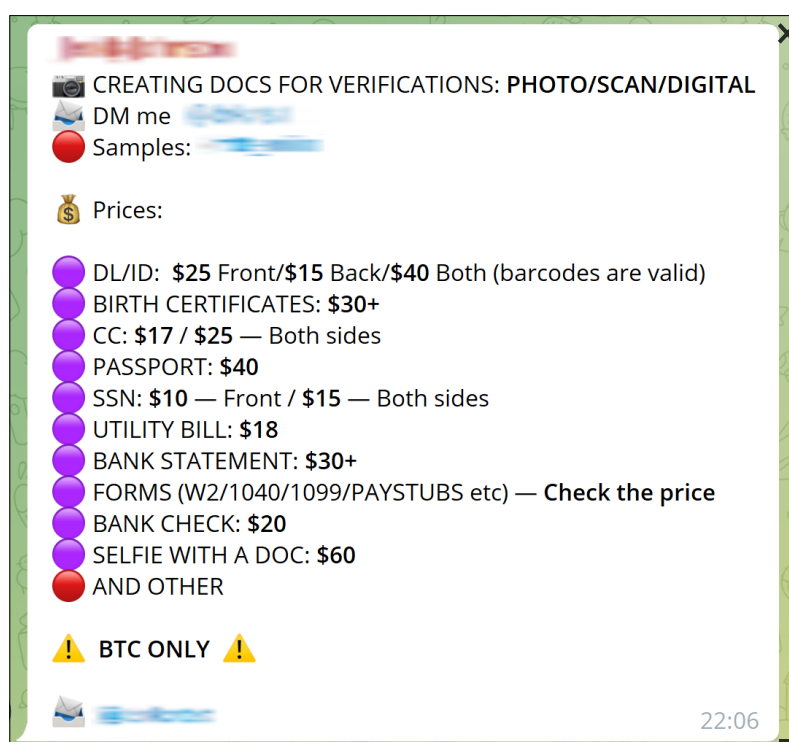 CREATING DOCS FOR VERIFICATIONS: PHOTO/SCAN/DIGITAL
DM me
Samples:
Prices:
DL/ID: $25 Front/$15 Back/$40 Both (barcodes are valid)
BIRTH CERTIFICATES: $30+
CC: $17 / $25 — Both sides
PASSPORT: $40
SSN: $10 — Front / $15 — Both sides
UTILITY BILL: $18
BANK STATEMENT: $30+
FORMS (W2/1040/1099/PAYSTUBS etc) — Check the price
BANK CHECK: $20
SELFIE WITH A DOC: $60
AND OTHER
BTC ONLY
22:06